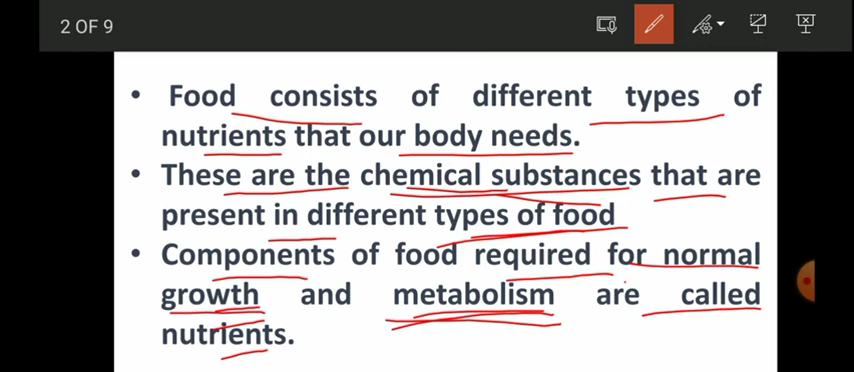 2 OF 9
• Food consists of different types of
nutrients that our body needs.
• These are the chemical substances that are
present in different types of food
• Components of food required for normal
growth and metabolism are called
nutrients.